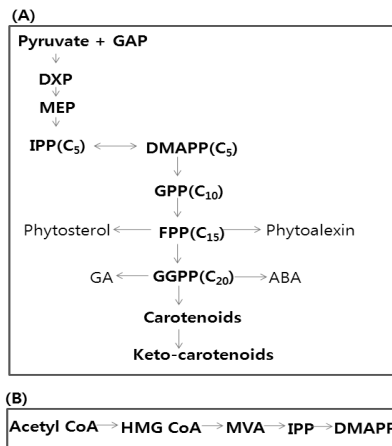 (A)
Pyruvate + GAP
DXP
MEP
IPP(C5) DMAPP(C5)
GPP(C10)
Phytosterol FPP(C15) Phytoalexin
GA GGPP(C20) ABA
Carotenoids
Keto-carotenoids
(B)
Acetyl CoA HMG CoA MVA IPP DMAPP